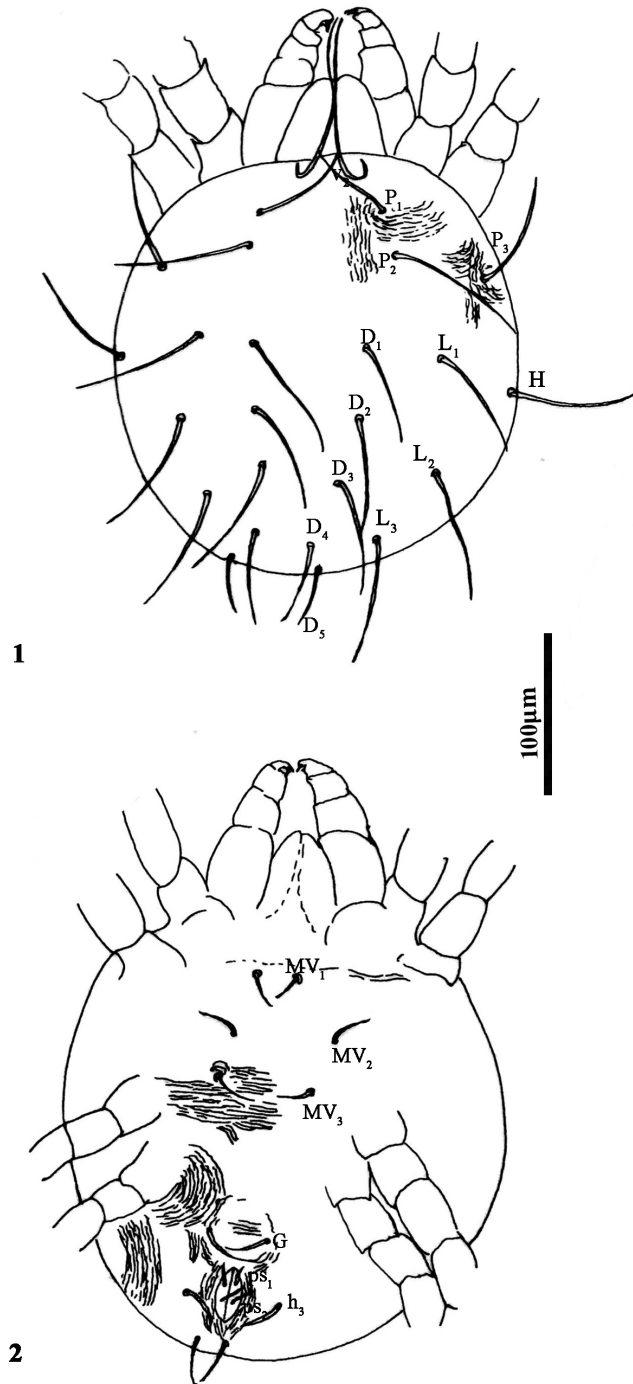 V₂
P₁
P₃
P₂
D₁
L₁
H
D₂
L₂
D₃
L₃
D₄
D₅
1
100µm
MV₁
MV₂
MV₃
G
ps₁
ps₂
h₃
2